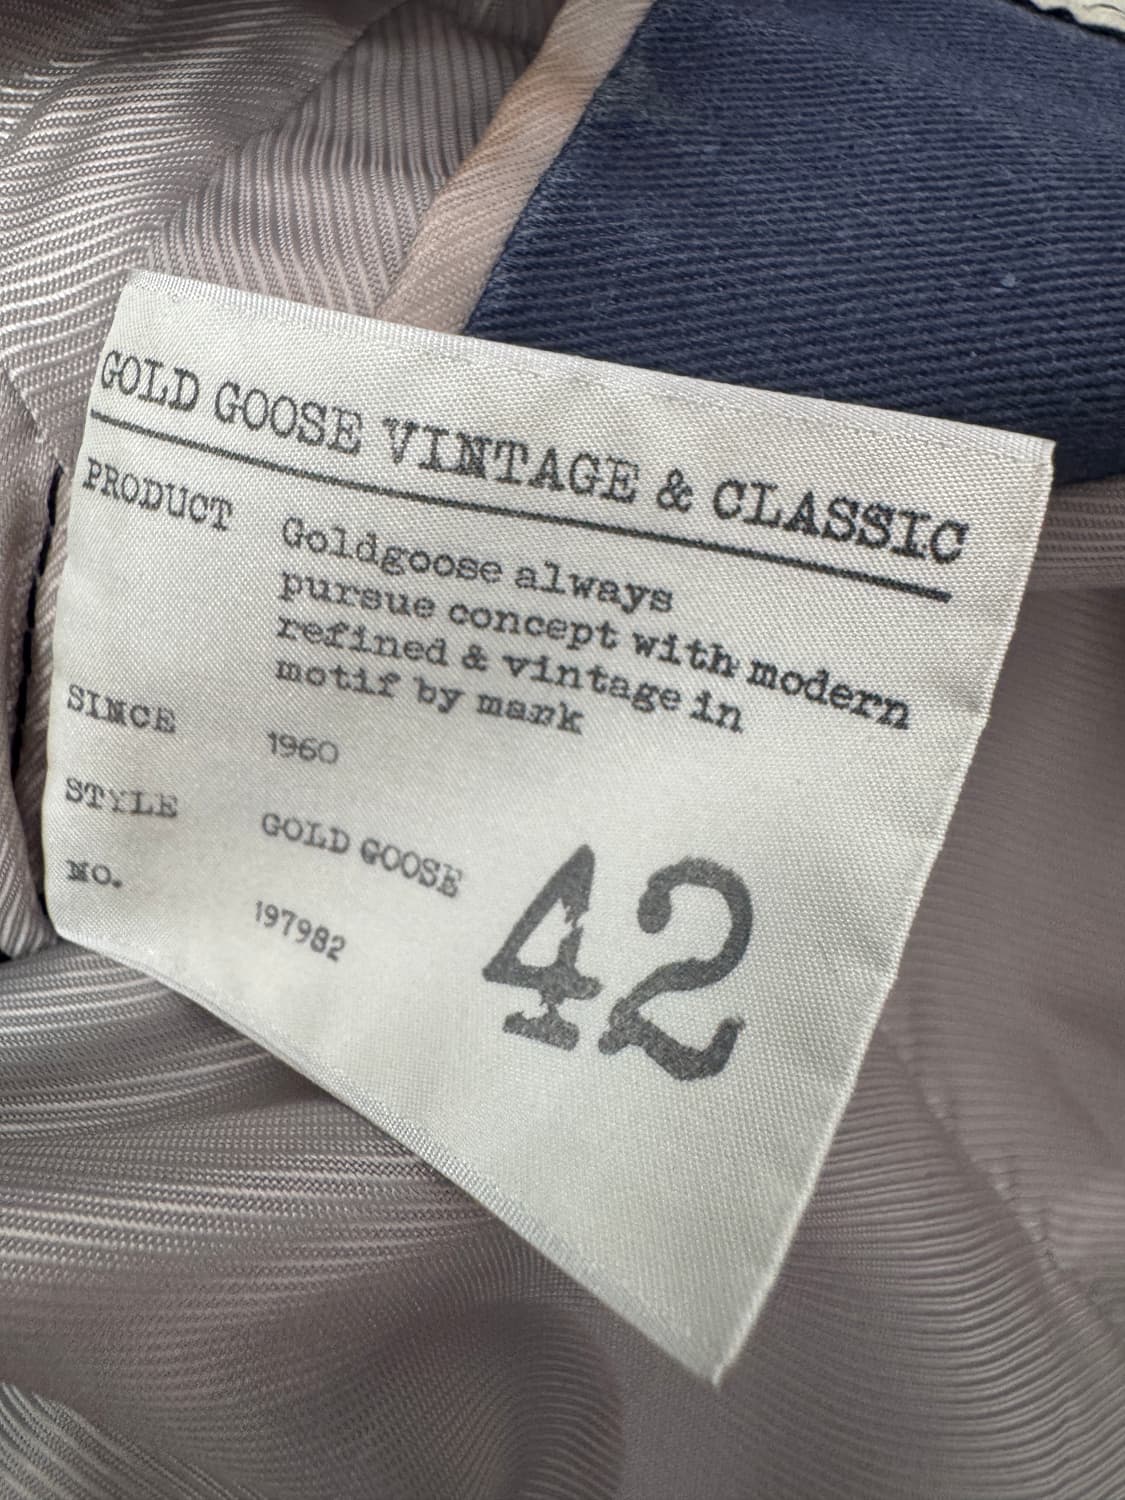 GOLD GOOSE VINTAGE & CLASSIC
PRODUCT Goldgoose always
pursue concept with modern
refined & vintage in
motif by mark
SINCE 1960
STYLE GOLD GOOSE
NO. 197982
42